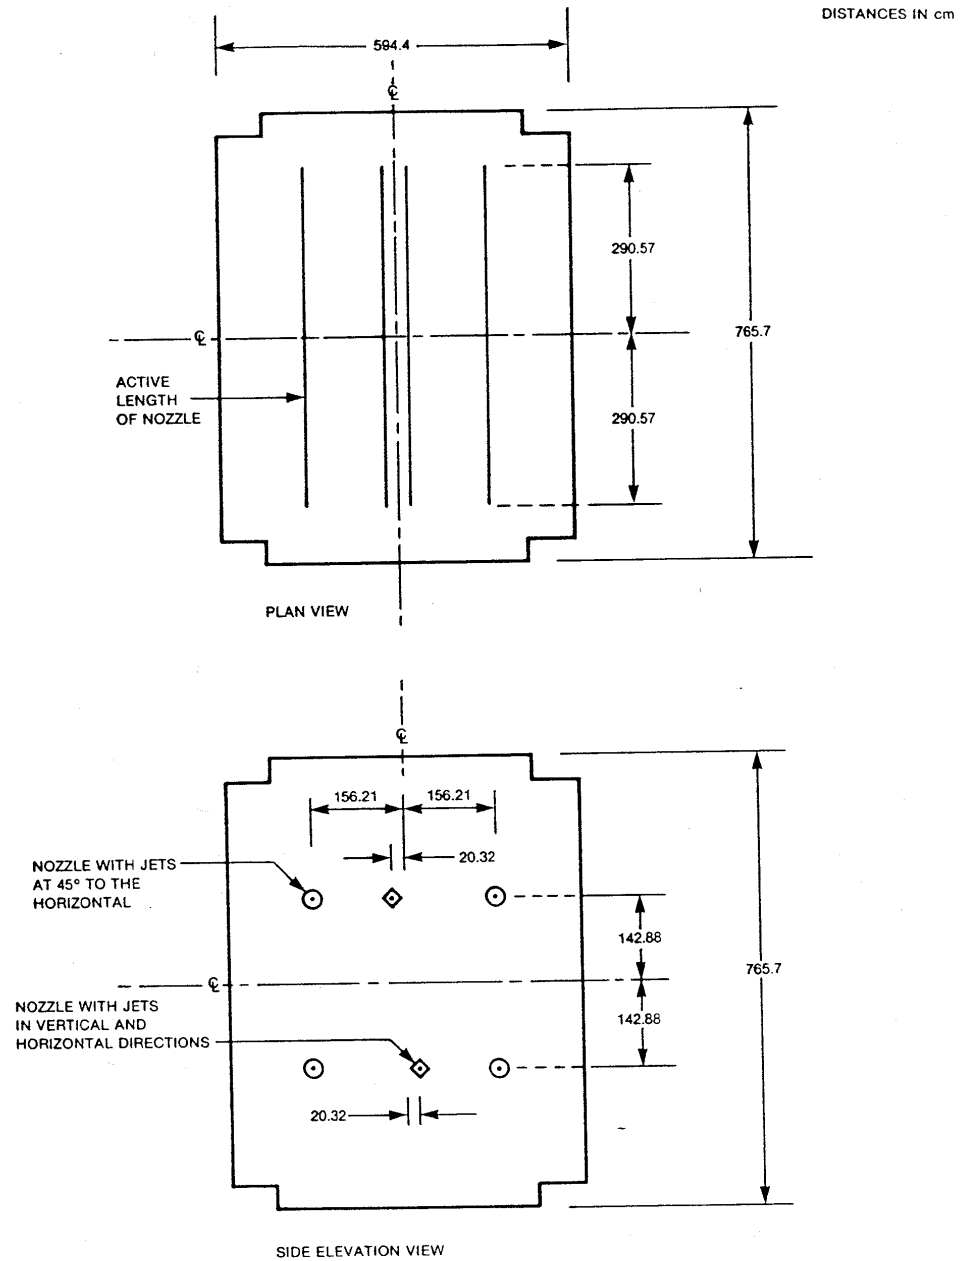 DISTANCES IN cm
594.4
℄
290.57
765.7
℄
ACTIVE
LENGTH
OF NOZZLE
290.57
PLAN VIEW
℄
156.21
156.21
20.32
NOZZLE WITH JETS
AT 45° TO THE
HORIZONTAL
142.88
765.7
℄
NOZZLE WITH JETS
IN VERTICAL AND
HORIZONTAL DIRECTIONS
142.88
20.32
SIDE ELEVATION VIEW